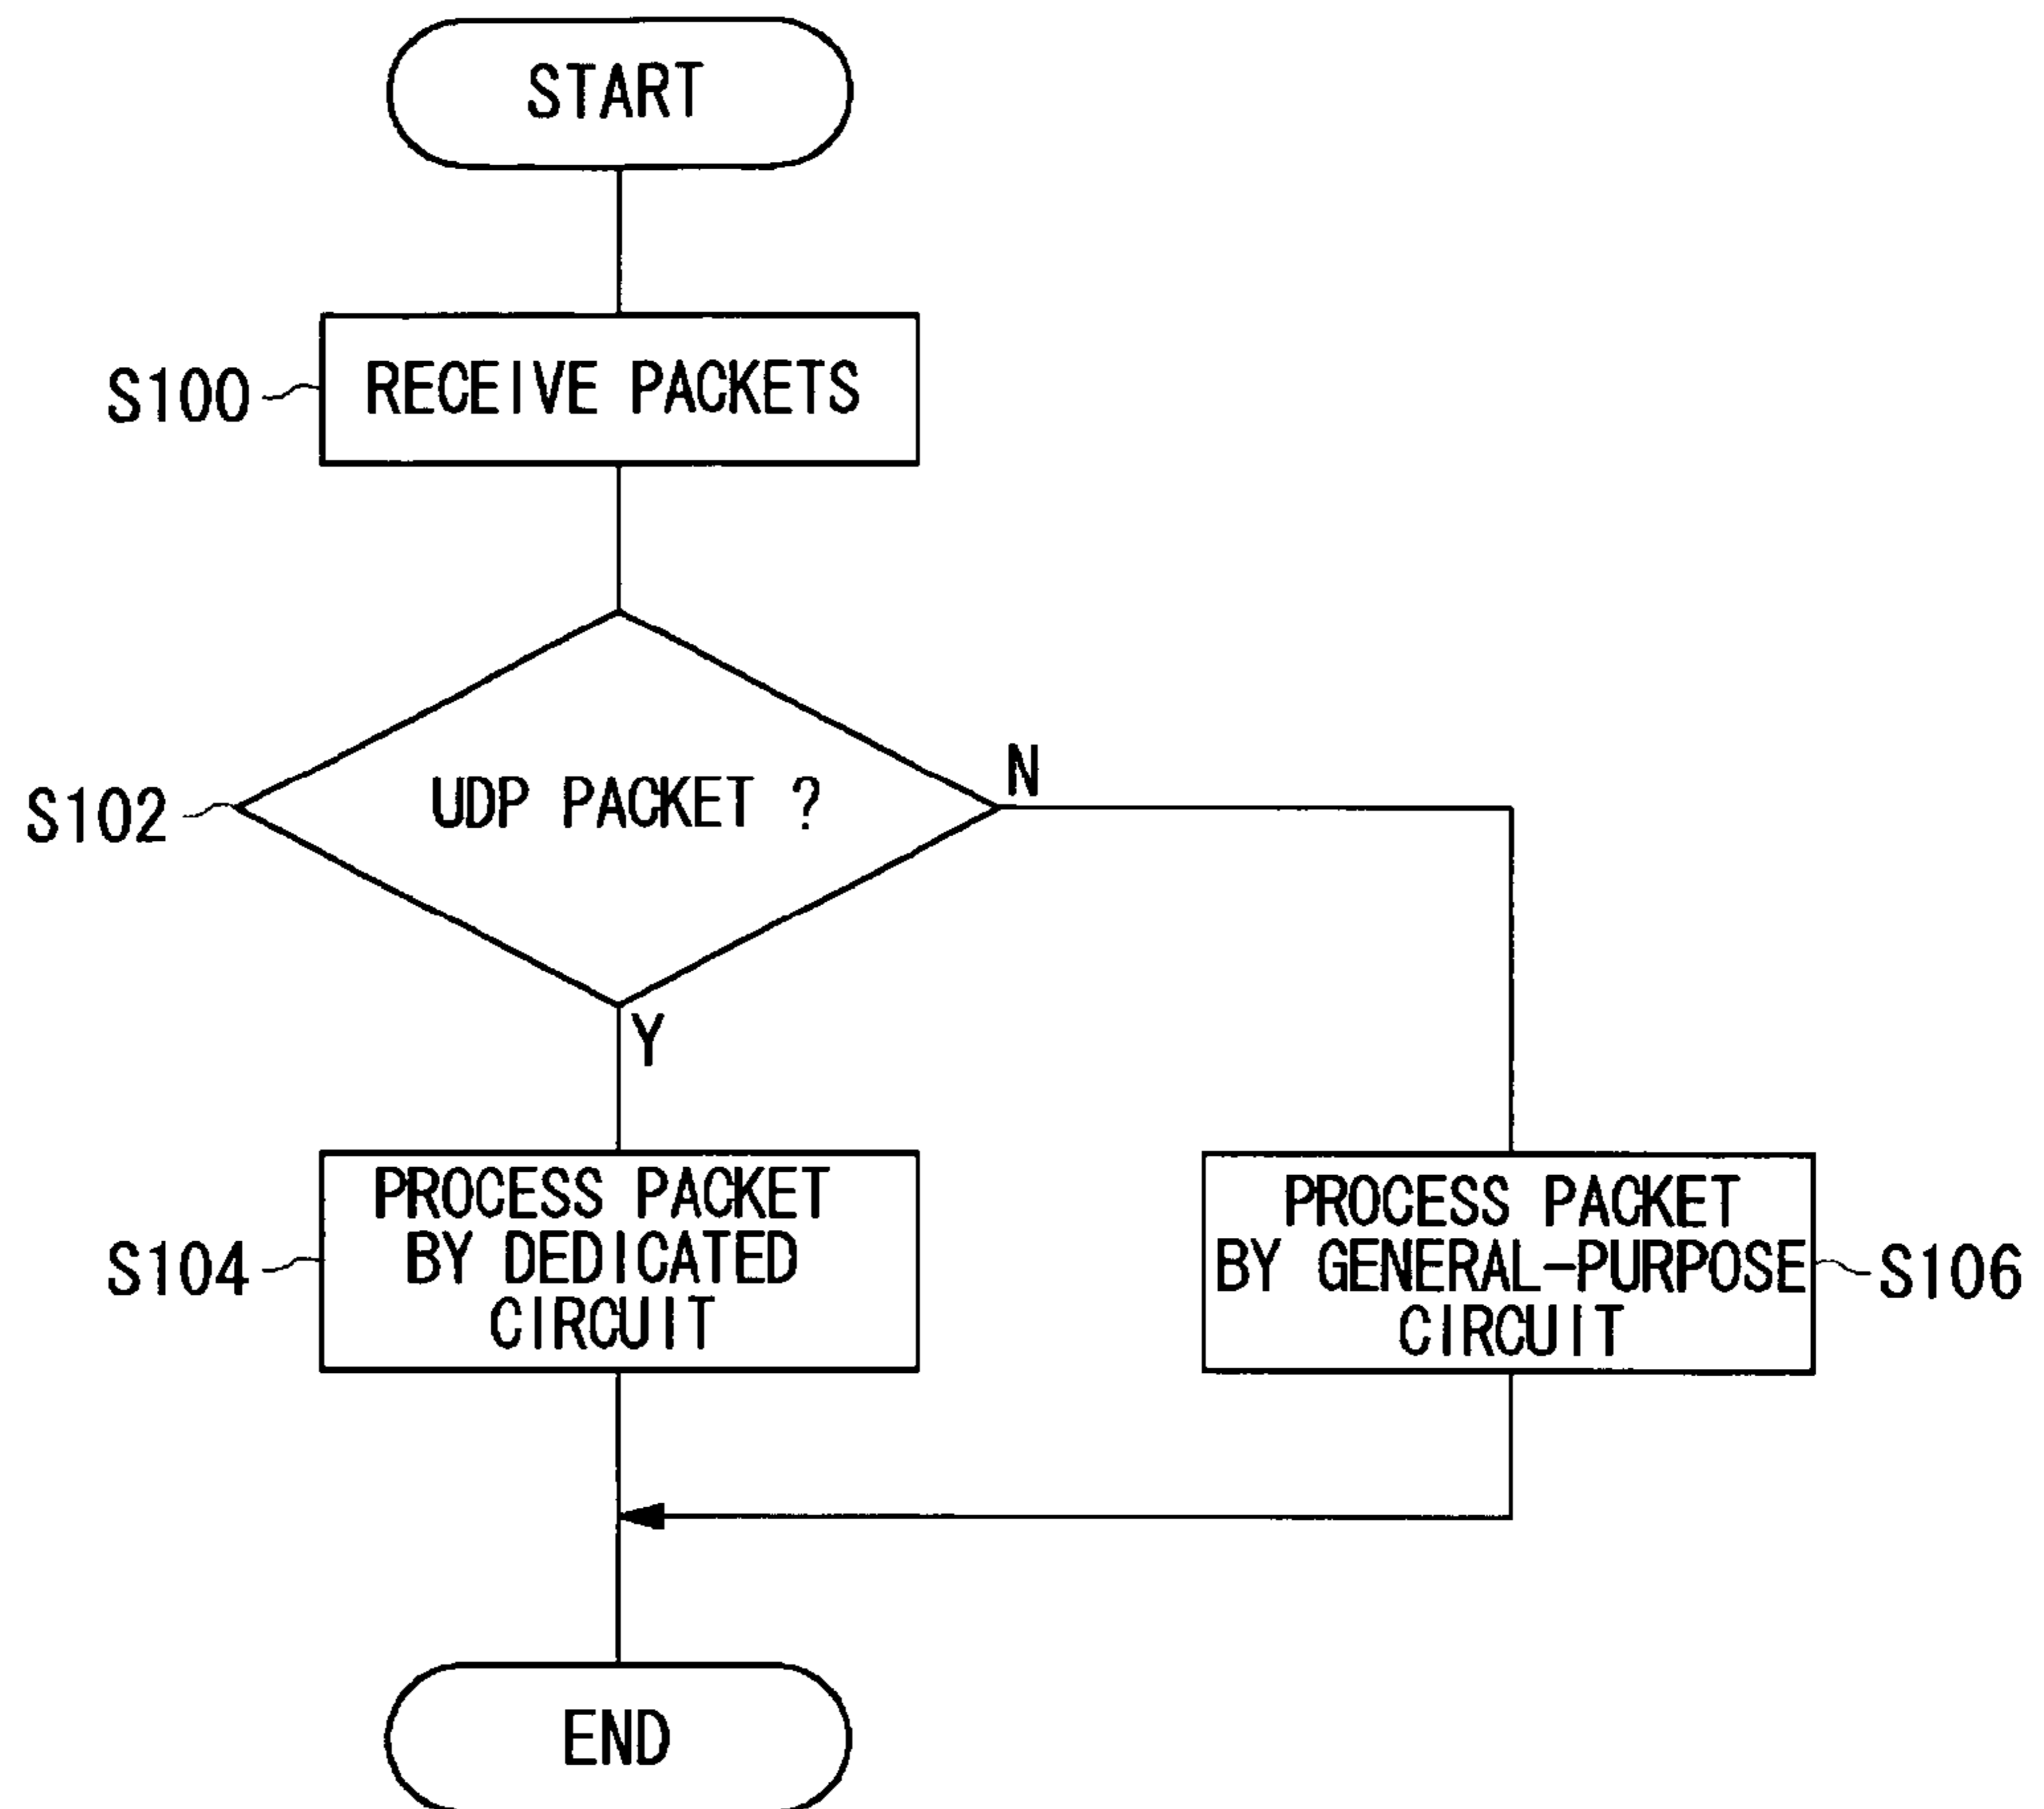 START
S100
RECEIVE PACKETS
N
S102
UDP PACKET ?
Y
S104
PROCESS PACKET
BY DEDICATED
CIRCUIT
PROCESS PACKET
BY GENERAL-PURPOSE
CIRCUIT
S106
END